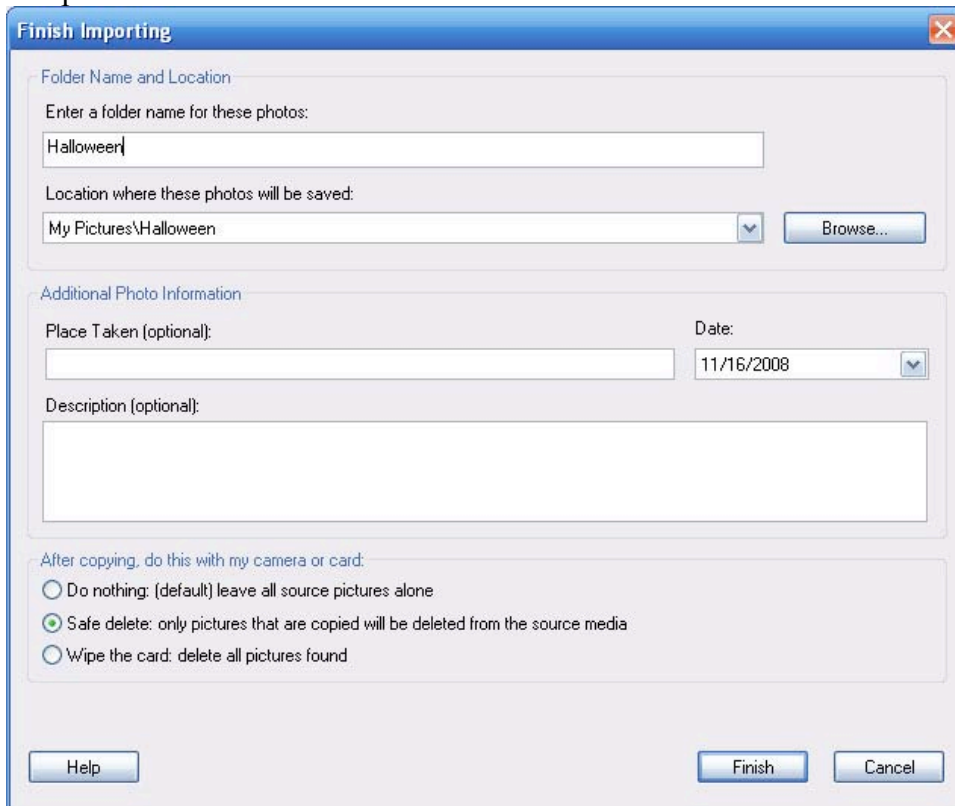 Finish Importing
Folder Name and Location
Enter a folder name for these photos:
Halloween
Location where these photos will be saved:
My Pictures\Halloween
Browse...
Additional Photo Information
Place Taken (optional):
Date:
11/16/2008
Description (optional):
After copying, do this with my camera or card:
Do nothing: (default) leave all source pictures alone
Safe delete: only pictures that are copied will be deleted from the source media
Wipe the card: delete all pictures found
Help
Finish
Cancel